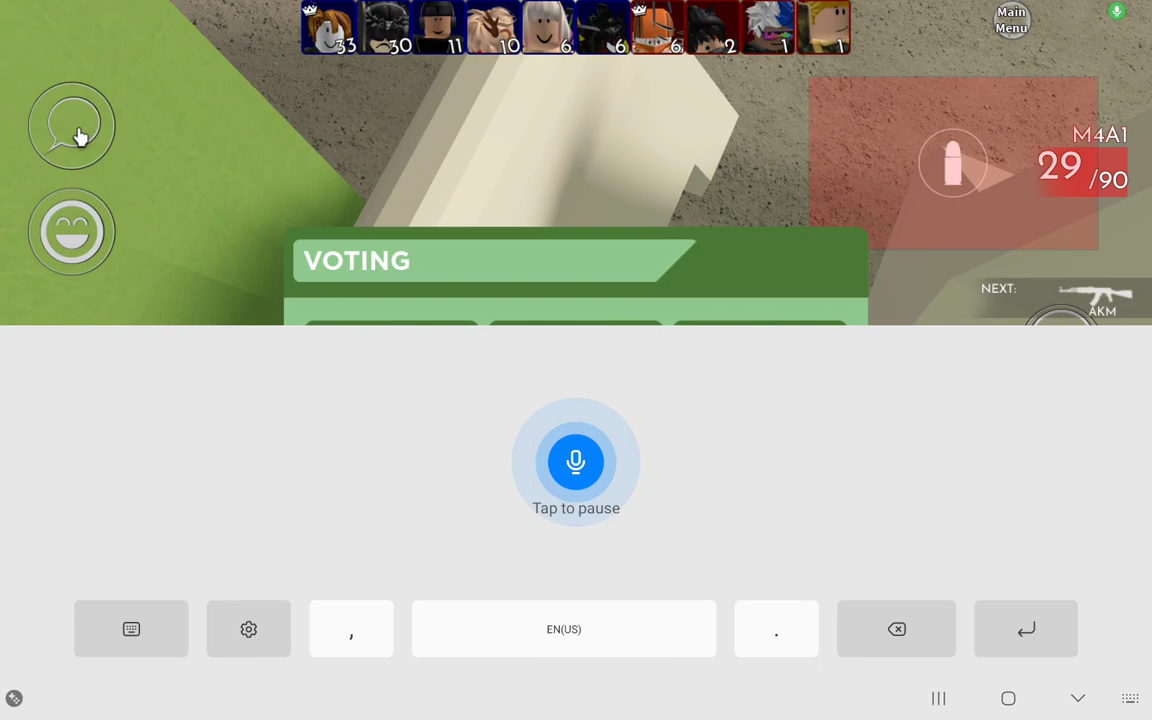 33 30 11 10 6 6 6 2 1 1
Main
Menu
M4A1
29 /90
VOTING
NEXT:
AKM
Tap to pause
, EN(US) .